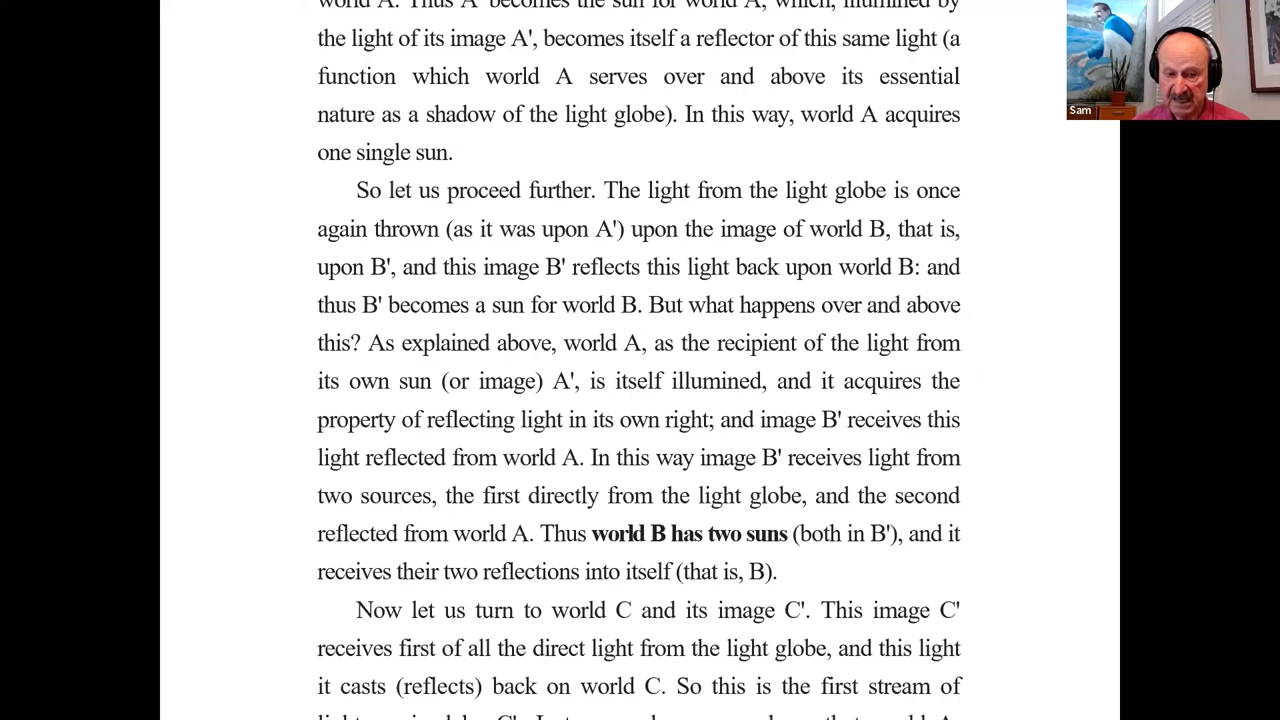 world A. Thus A' becomes the sun for world A, which, illumined by
the light of its image A', becomes itself a reflector of this same light (a
function which world A serves over and above its essential
nature as a shadow of the light globe). In this way, world A acquires
one single sun.
So let us proceed further. The light from the light globe is once
again thrown (as it was upon A') upon the image of world B, that is,
upon B', and this image B' reflects this light back upon world B: and
thus B' becomes a sun for world B. But what happens over and above
this? As explained above, world A, as the recipient of the light from
its own sun (or image) A', is itself illumined, and it acquires the
property of reflecting light in its own right; and image B' receives this
light reflected from world A. In this way image B' receives light from
two sources, the first directly from the light globe, and the second
reflected from world A. Thus world B has two suns (both in B'), and it
receives their two reflections into itself (that is, B).
Now let us turn to world C and its image C'. This image C'
receives first of all the direct light from the light globe, and this light
it casts (reflects) back on world C. So this is the first stream of
Sam